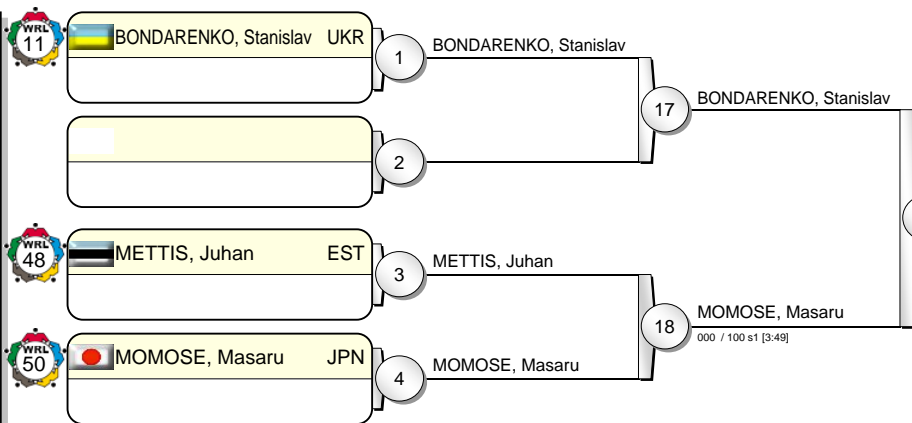 WRL
11
BONDARENKO, Stanislav UKR
1
BONDARENKO, Stanislav
17
BONDARENKO, Stanislav
2
WRL
48
METTIS, Juhan EST
3
METTIS, Juhan
18
MOMOSE, Masaru
000 / 100 s1 [3:49]
WRL
50
MOMOSE, Masaru JPN
4
MOMOSE, Masaru